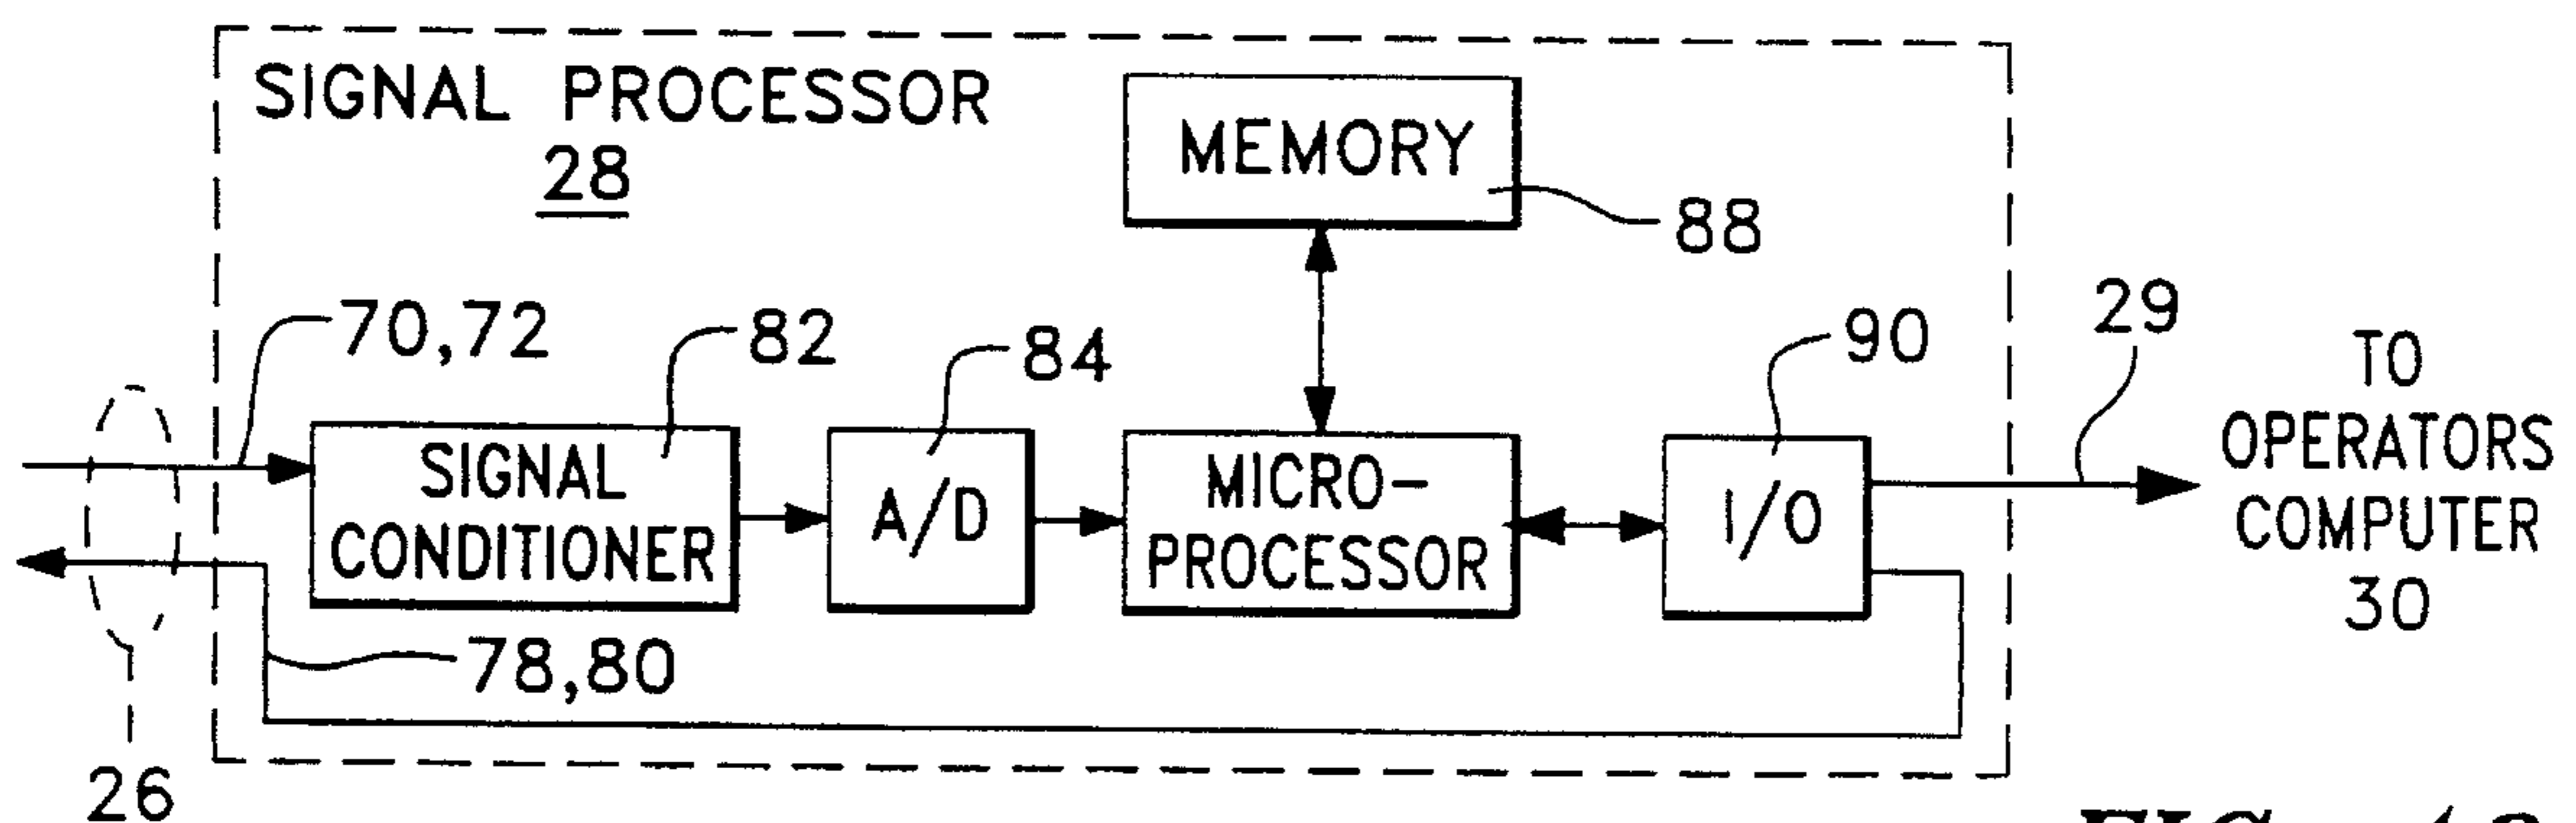 SIGNAL PROCESSOR
28
MEMORY
88
70,72
82
84
90
29
TO
OPERATORS
COMPUTER
30
SIGNAL
CONDITIONER
A/D
MICRO-
PROCESSOR
I/O
78,80
26